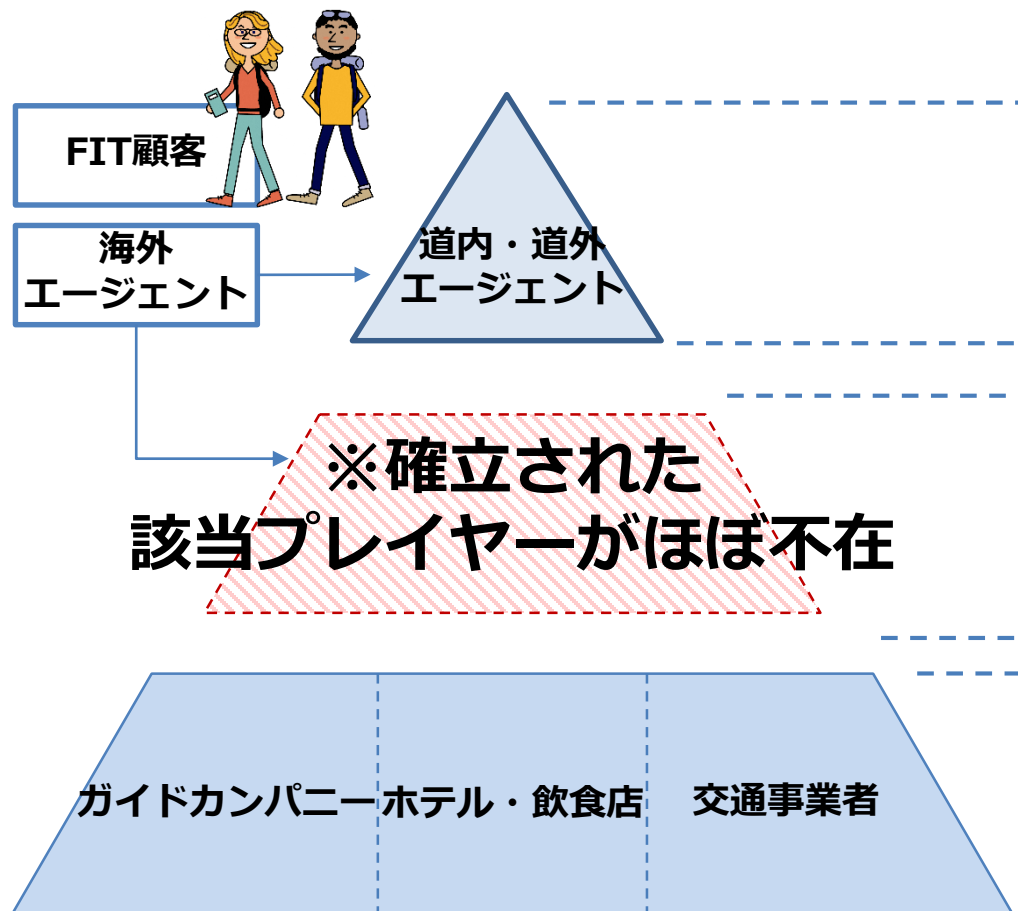 FIT顧客
海外
エージェント
道内・道外
エージェント
※確立された
該当プレイヤーがほぼ不在
ガイドカンパニー
ホテル・飲食店
交通事業者